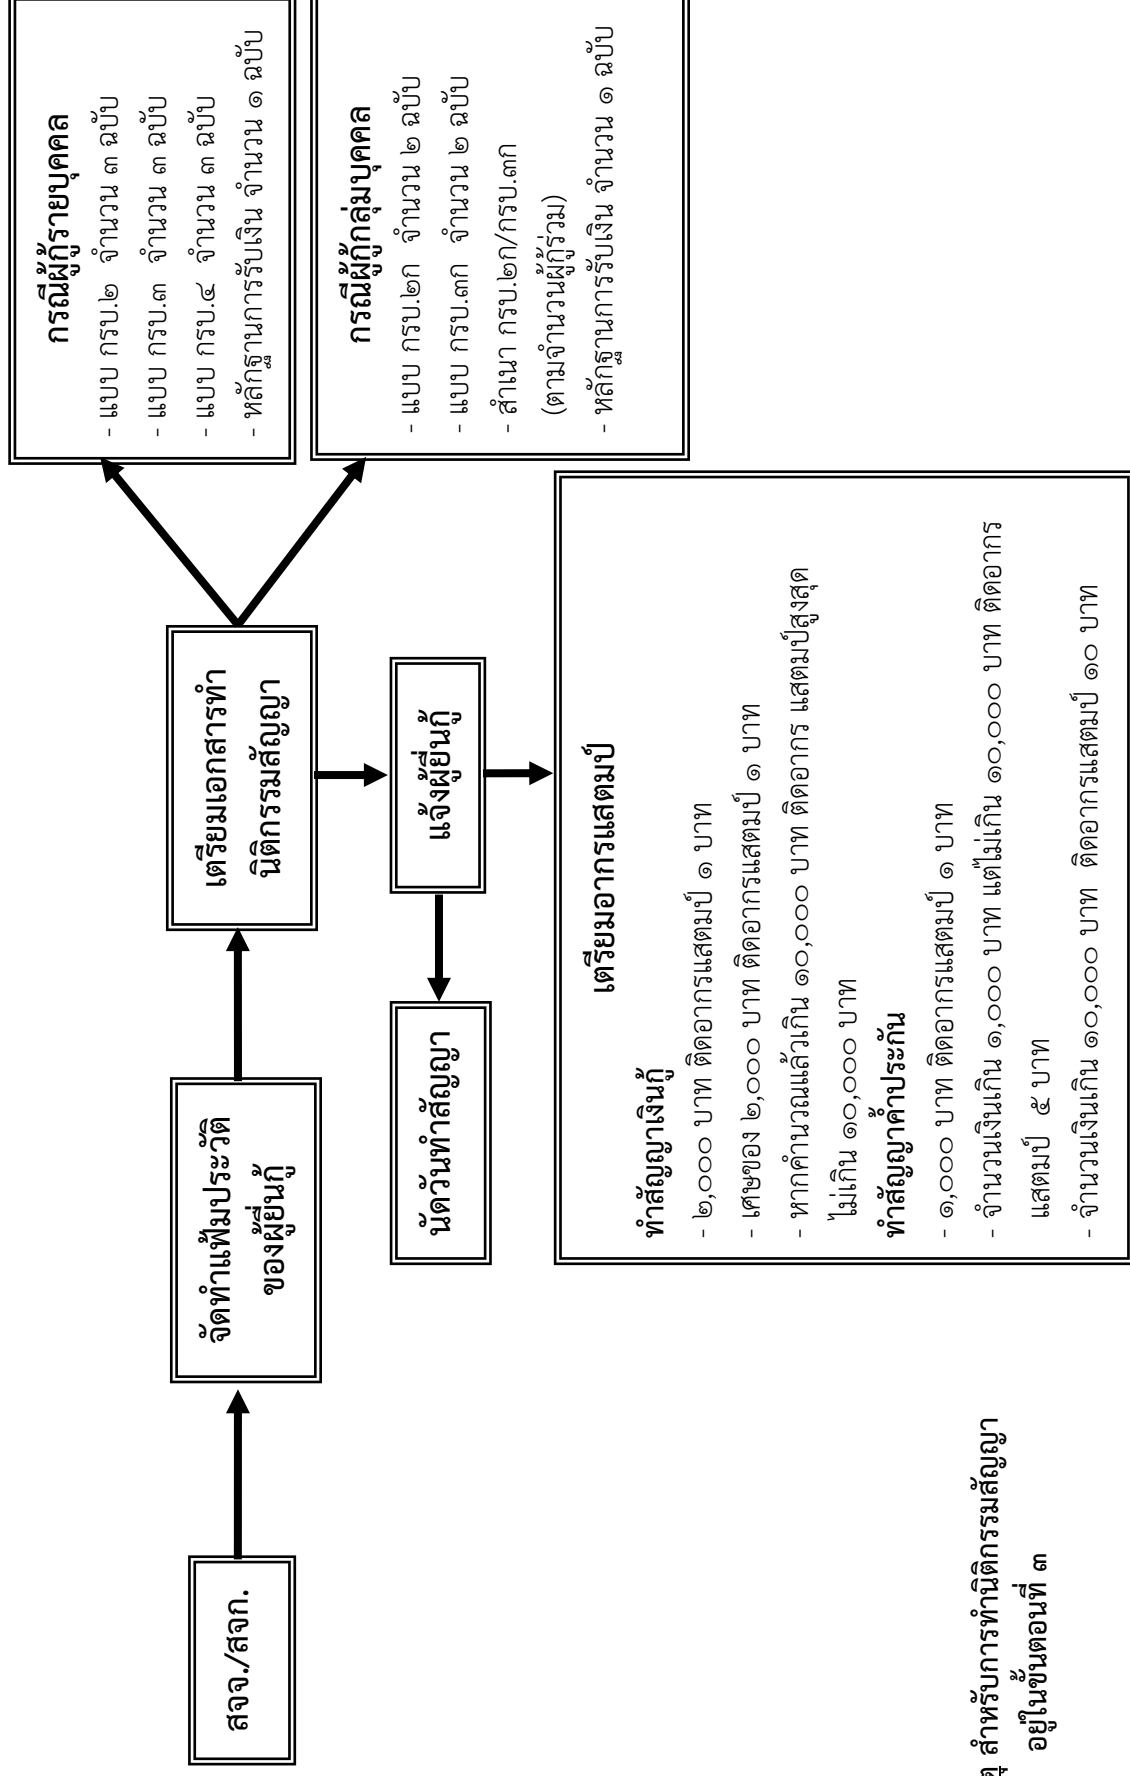 สจจ./สจก.
จัดทำแฟ้มประวัติ
ของผู้ยื่นกู้
เตรียมเอกสารทำ
นิติกรรมสัญญา
กรณีผู้กู้รายบุคคล
- แบบ กรบ.๒ จำนวน ๓ ฉบับ
- แบบ กรบ.๓ จำนวน ๓ ฉบับ
- แบบ กรบ.๔ จำนวน ๓ ฉบับ
- หลักฐานการรับเงิน จำนวน ๑ ฉบับ
กรณีผู้กู้กลุ่มบุคคล
- แบบ กรบ.๒ก จำนวน ๒ ฉบับ
- แบบ กรบ.๓ก จำนวน ๒ ฉบับ
- สำเนา กรบ.๒ก/กรบ.๓ก
(ตามจำนวนผู้กู้ร่วม)
- หลักฐานการรับเงิน จำนวน ๑ ฉบับ
แจ้งผู้ยื่นกู้
นัดวันทำสัญญา
เตรียมอากรแสตมป์
ทำสัญญาเงินกู้
- ๒,๐๐๐ บาท ติดอากรแสตมป์ ๑ บาท
- เศษของ ๒,๐๐๐ บาท ติดอากรแสตมป์ ๑ บาท
- หากคำนวณแล้วเกิน ๑๐,๐๐๐ บาท ติดอากร แสตมป์สูงสุด
ไม่เกิน ๑๐,๐๐๐ บาท
ทำสัญญาค้ำประกัน
- ๑,๐๐๐ บาท ติดอากรแสตมป์ ๑ บาท
- จำนวนเงินเกิน ๑,๐๐๐ บาท แต่ไม่เกิน ๑๐,๐๐๐ บาท ติดอากร
แสตมป์ ๕ บาท
- จำนวนเงินเกิน ๑๐,๐๐๐ บาท ติดอากรแสตมป์ ๑๐ บาท
สำหรับการทำนิติกรรมสัญญา
อยู่ในขั้นตอนที่ ๓